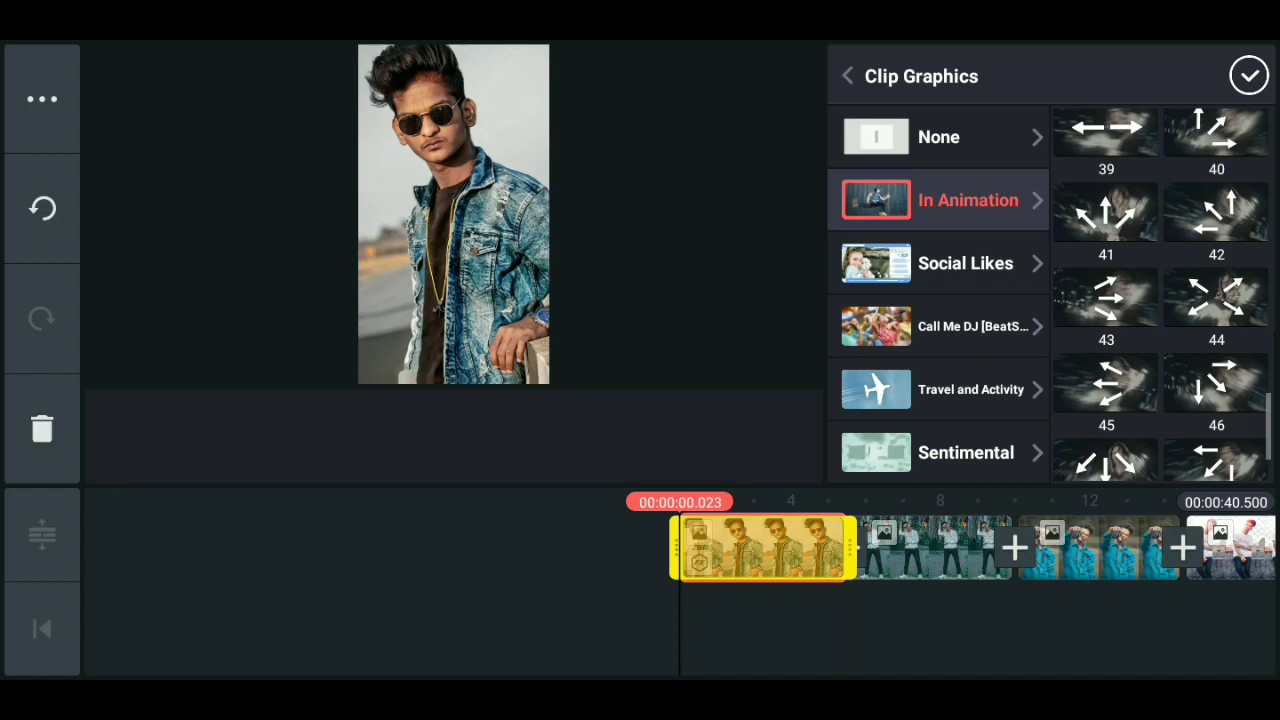 Clip Graphics
None
In Animation
Social Likes
Call Me DJ [BeatS...
Travel and Activity
Sentimental
39
40
41
42
43
44
45
46
00:00:00.023
4
8
12
00:00:40.500